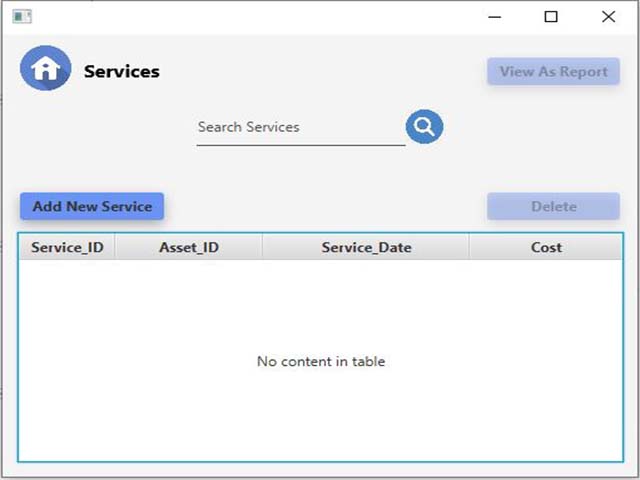 Services
View As Report
Search Services
Add New Service
Delete
Service_ID Asset_ID Service_Date Cost
No content in table